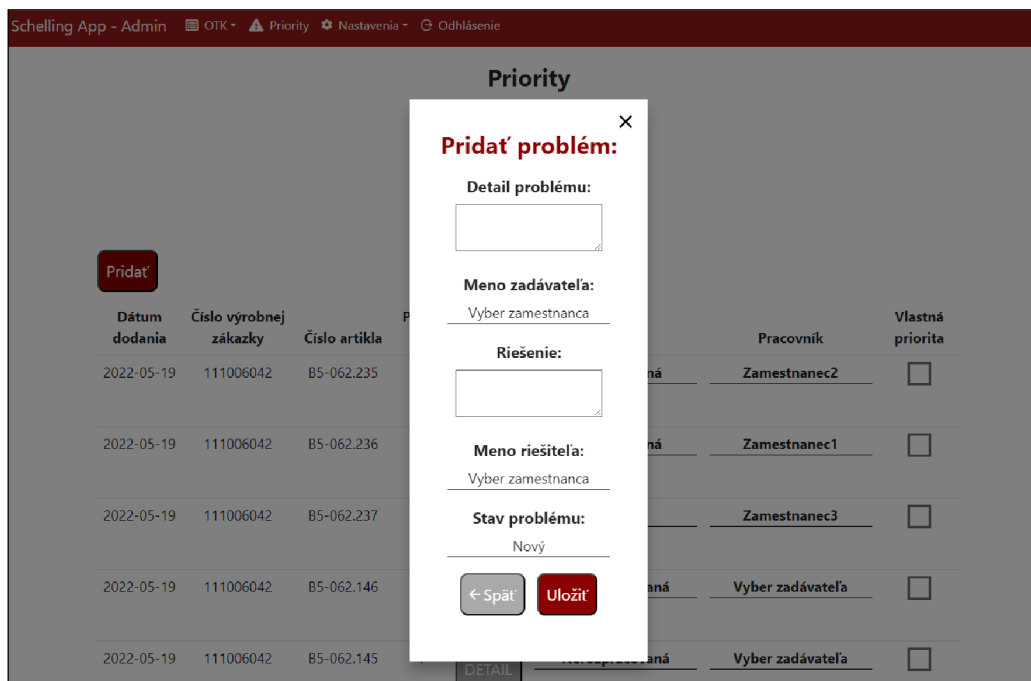 Schelling App - Admin OTK Priority Nastavenia Odhlásenie
Priority
Pridať problém:
Detail problému:
Meno zadávateľa:
Vyber zamestnanca
Riešenie:
Meno riešiteľa:
Vyber zamestnanca
Stav problému:
Nový
Späť Uložiť
Pridať
Dátum dodania Číslo výrobnej zákazky Číslo artikla P Pracovník Vlastná priorita
2022-05-19 111006042 B5-062.235 ná Zamestnanec2
2022-05-19 111006042 B5-062.236 ná Zamestnanec1
2022-05-19 111006042 B5-062.237 Zamestnanec3
2022-05-19 111006042 B5-062.146 aná Vyber zadávateľa
2022-05-19 111006042 B5-062.145 DETAIL Vyber zadávateľa